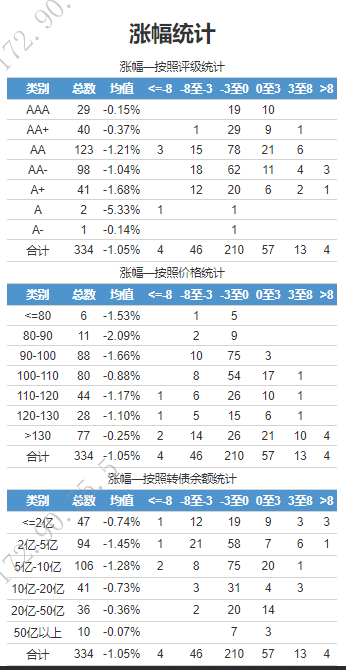 涨幅统计
涨幅—按照评级统计
类别 总数 均值 <=-8 -8至-3 -3至0 0至3 3至8 >8
AAA 29 -0.15% 19 10
AA+ 40 -0.37% 1 29 9 1
AA 123 -1.21% 3 15 78 21 6
AA- 98 -1.04% 18 62 11 4 3
A+ 41 -1.68% 12 20 6 2 1
A 2 -5.33% 1 1
A- 1 -0.14% 1
合计 334 -1.05% 4 46 210 57 13 4
涨幅—按照价格统计
类别 总数 均值 <=-8 -8至-3 -3至0 0至3 3至8 >8
<=80 6 -1.53% 1 5
80-90 11 -2.09% 2 9
90-100 88 -1.66% 10 75 3
100-110 80 -0.88% 8 54 17 1
110-120 44 -1.17% 1 6 26 10 1
120-130 28 -1.10% 1 5 15 6 1
>130 77 -0.25% 2 14 26 21 10 4
合计 334 -1.05% 4 46 210 57 13 4
涨幅—按照转债余额统计
类别 总数 均值 <=-8 -8至-3 -3至0 0至3 3至8 >8
<=2亿 47 -0.74% 1 12 19 9 3 3
2亿-5亿 94 -1.45% 1 21 58 7 6 1
5亿-10亿 106 -1.28% 2 8 75 20 1
10亿-20亿 41 -0.73% 3 31 4 3
20亿-50亿 36 -0.36% 2 20 14
50亿以上 10 -0.07% 7 3
合计 334 -1.05% 4 46 210 57 13 4